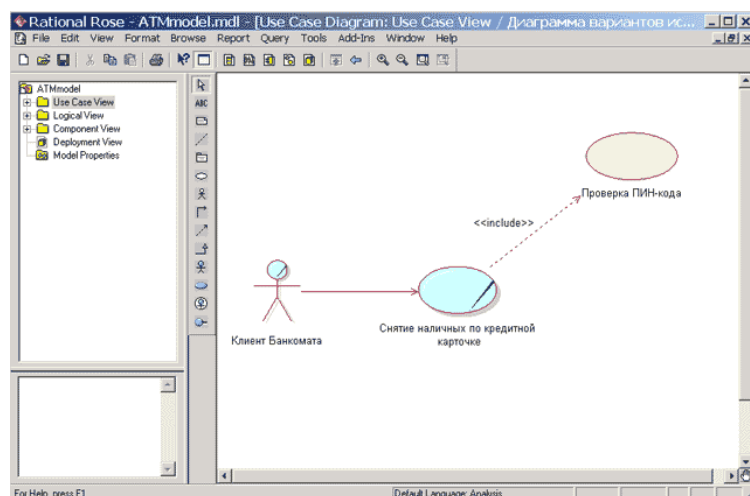 Rational Rose - ATMmodel.mdl - [Use Case Diagram: Use Case View / Диаграмма вариантов ис...
File Edit View Format Browse Report Query Tools Add-Ins Window Help
ATMmodel
Use Case View
Logical View
Component View
Deployment View
Model Properties
ABC
Проверка ПИН-кода
<<include>>
Клиент Банкомата
Снятие наличных по кредитной
карточке
For Help, press F1
Default Language: Analysis